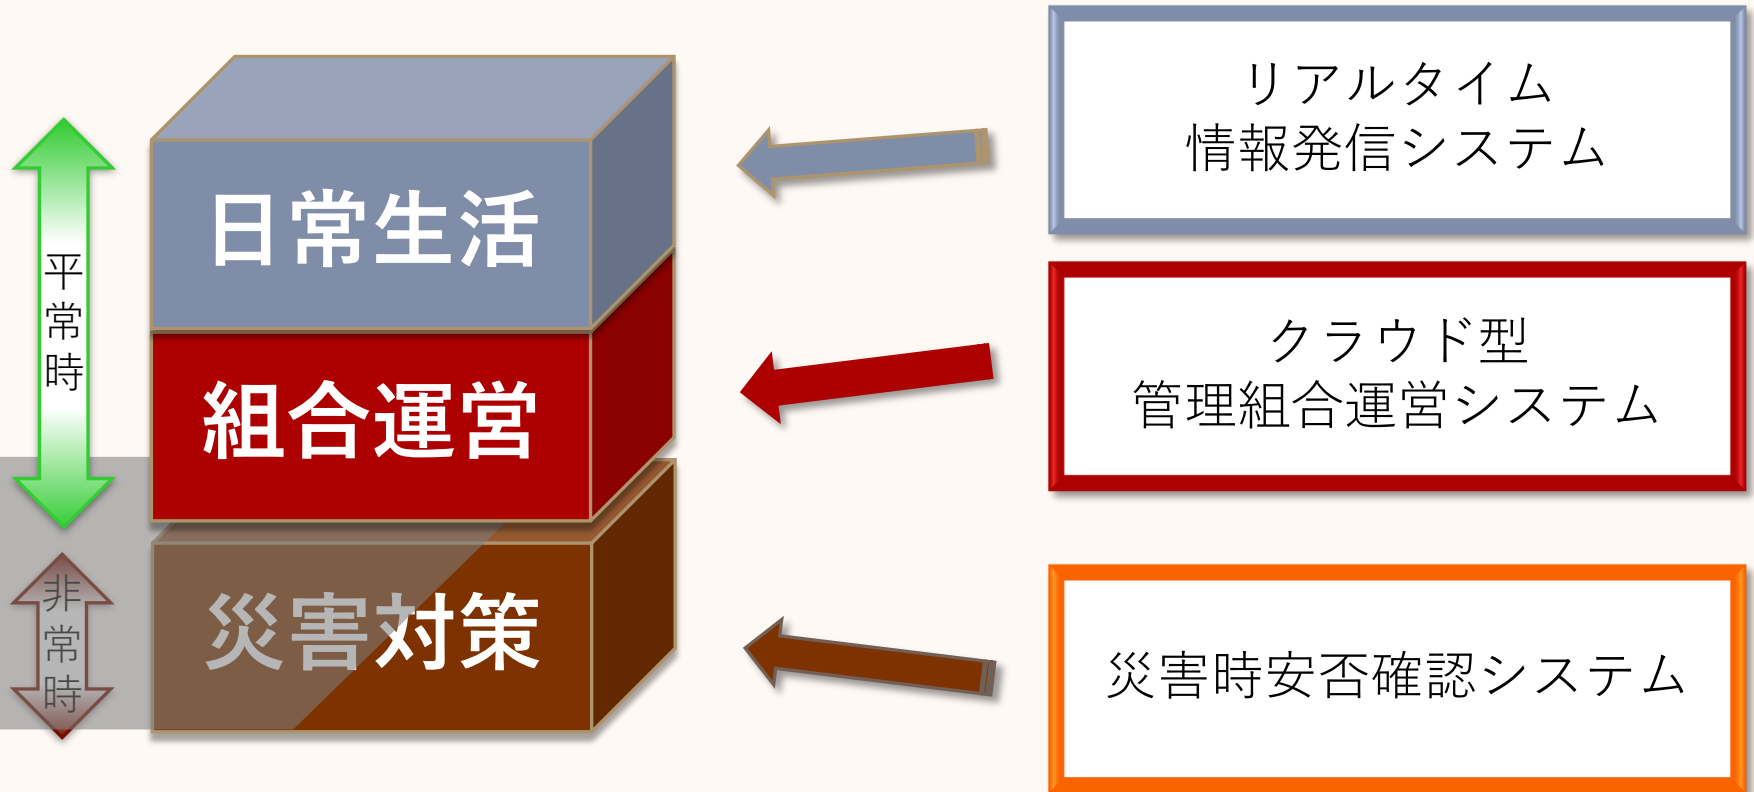 平常時
非常時
日常生活
組合運営
災害対策
リアルタイム
情報発信システム
クラウド型
管理組合運営システム
災害時安否確認システム